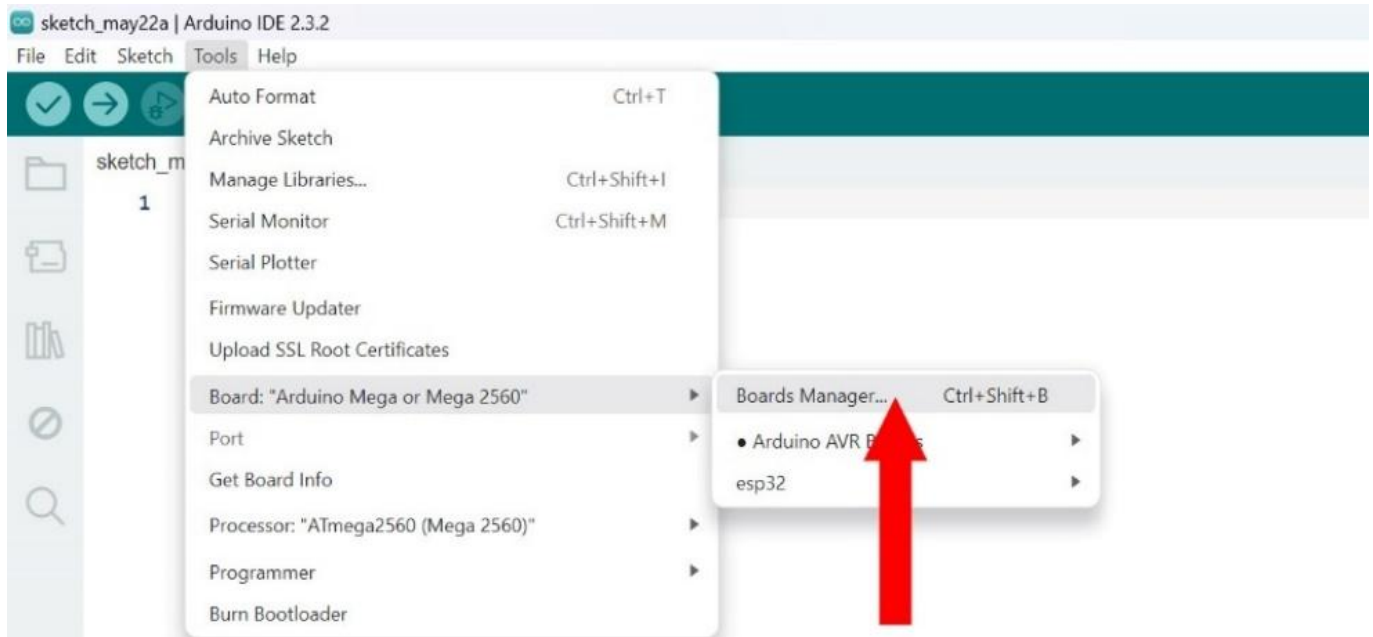 sketch_may22a | Arduino IDE 2.3.2
File Edit Sketch Tools Help
Auto Format Ctrl+T
Archive Sketch
sketch_m
Manage Libraries... Ctrl+Shift+I
1
Serial Monitor Ctrl+Shift+M
Serial Plotter
Firmware Updater
Upload SSL Root Certificates
Board: "Arduino Mega or Mega 2560"
Boards Manager... Ctrl+Shift+B
Port
• Arduino AVR B s
Get Board Info
esp32
Processor: "ATmega2560 (Mega 2560)"
Programmer
Burn Bootloader